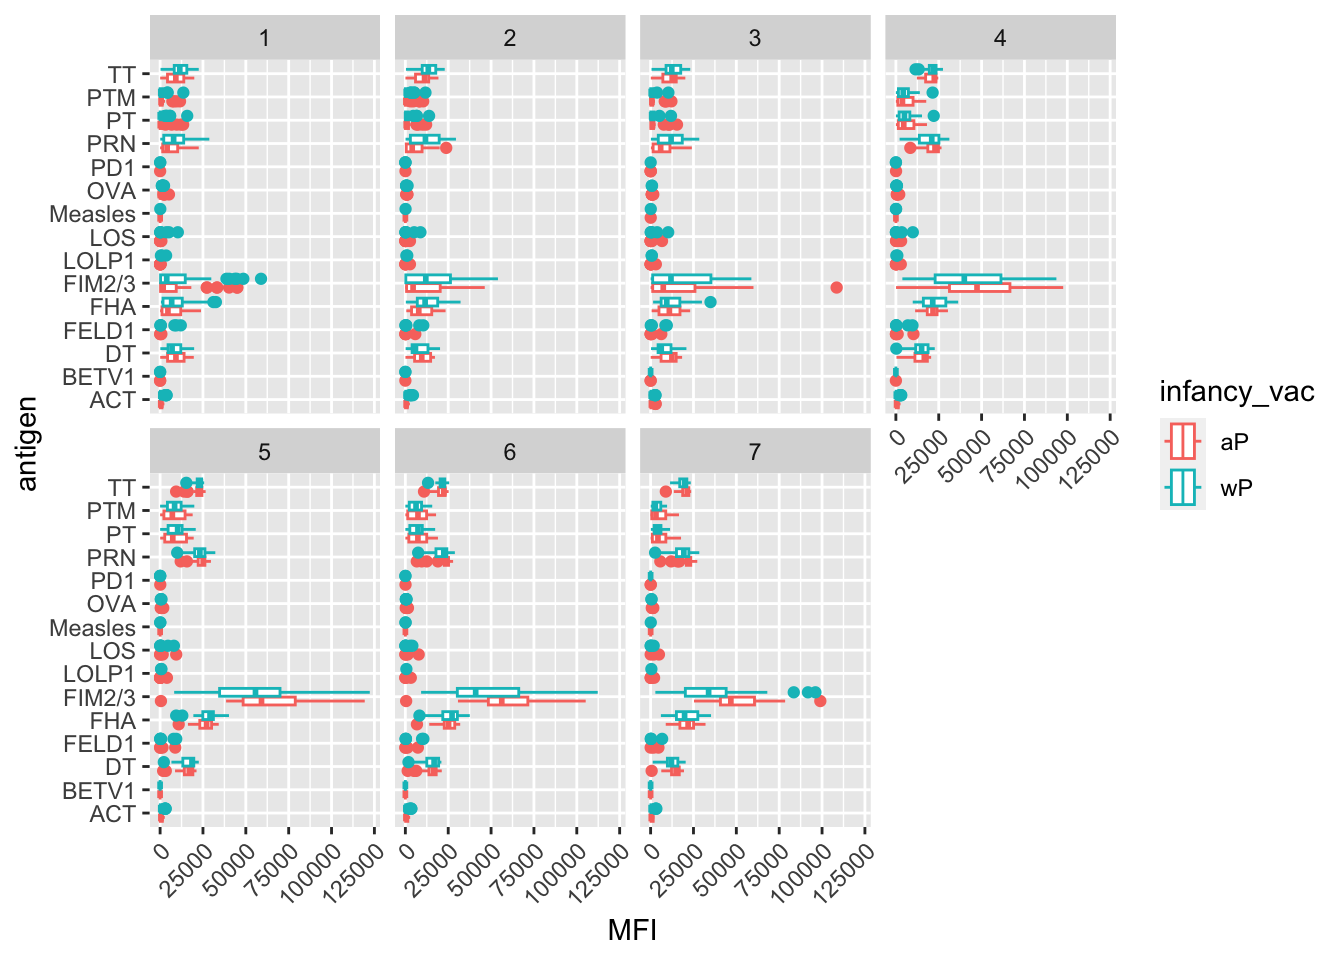 1 2 3 4
TT
PTM
PT
PRN
PD1
OVA
Measles
LOS
LOLP1
FIM2/3
FHA
FELD1
DT
BETV1
ACT
0 25000 50000 75000 100000 125000
5 6 7
TT
PTM
PT
PRN
PD1
OVA
Measles
LOS
LOLP1
FIM2/3
FHA
FELD1
DT
BETV1
ACT
0 25000 50000 75000 100000 125000 0 25000 50000 75000 100000 125000 0 25000 50000 75000 100000 125000
MFI
antigen
infancy_vac
aP
wP